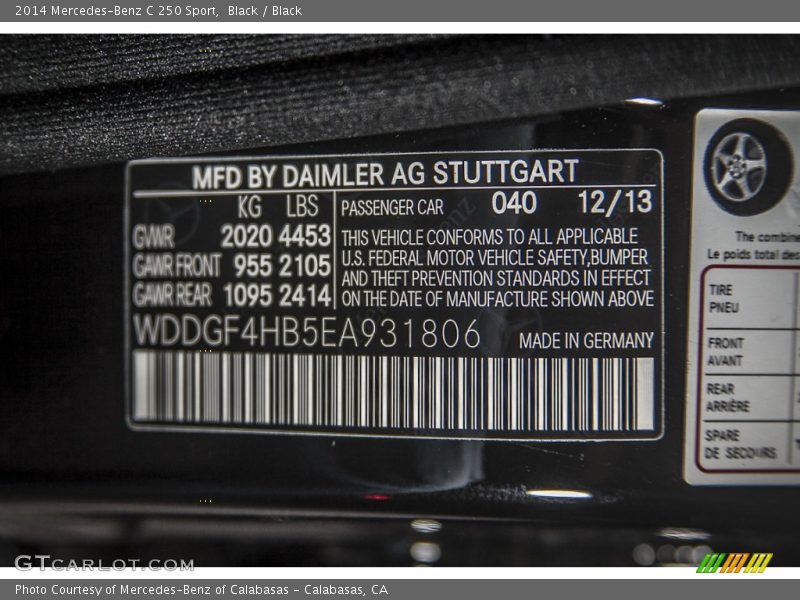 2014 Mercedes-Benz C 250 Sport, Black / Black
MFD BY DAIMLER AG STUTTGART
KG LBS
GWR 2020 4453
GAWR FRONT 955 2105
GAWR REAR 1095 2414
PASSENGER CAR 040 12/13
THIS VEHICLE CONFORMS TO ALL APPLICABLE
U.S. FEDERAL MOTOR VEHICLE SAFETY,BUMPER
AND THEFT PREVENTION STANDARDS IN EFFECT
ON THE DATE OF MANUFACTURE SHOWN ABOVE
WDDGF4HB5EA931806 MADE IN GERMANY
The combine
Le poids total des
TIRE
PNEU
FRONT
AVANT
REAR
ARRIÈRE
SPARE
DE SECOURS
GTCARLOT.COM
Photo Courtesy of Mercedes-Benz of Calabasas - Calabasas, CA